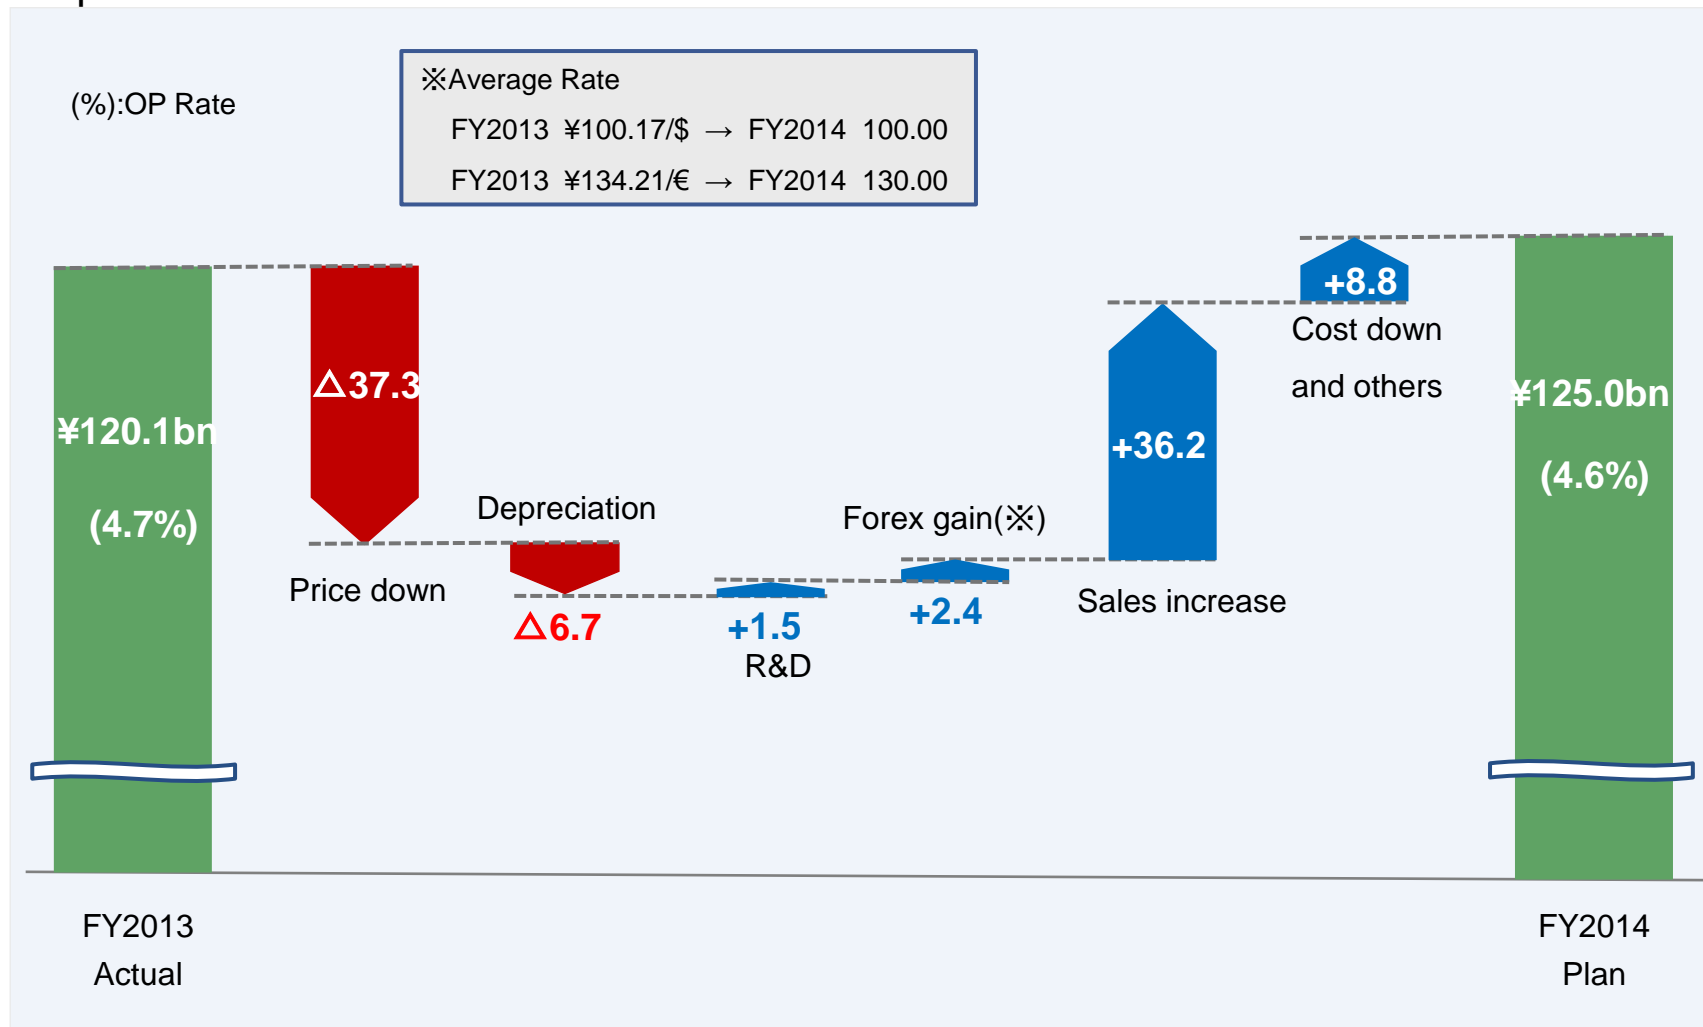 (%):OP Rate
※Average Rate
FY2013 ¥100.17/$ → FY2014 100.00
FY2013 ¥134.21/€ → FY2014 130.00
¥120.1bn
(4.7%)
△37.3
Price down
Depreciation
△6.7
+1.5
R&D
Forex gain(※)
+2.4
+36.2
Sales increase
+8.8
Cost down
and others
¥125.0bn
(4.6%)
FY2013
Actual
FY2014
Plan